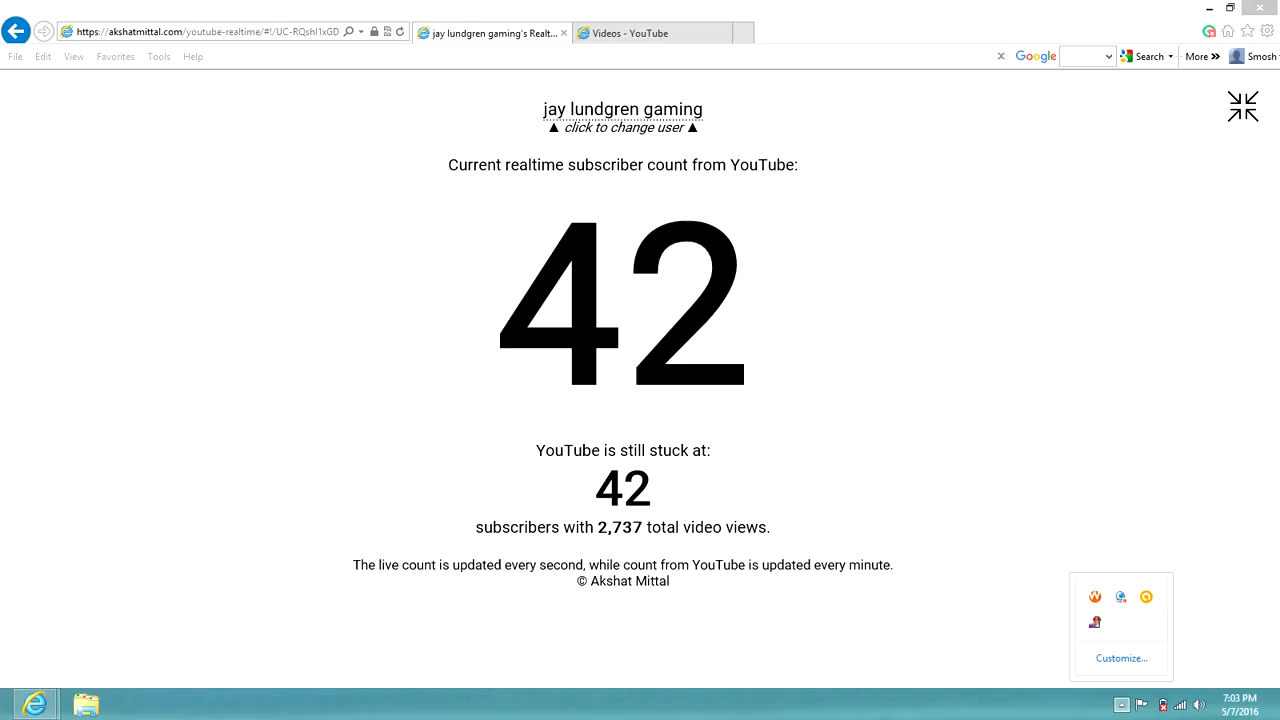 https://akshatmittal.com/youtube-realtime/#!/UC-RQshI1xGD
jay lundgren gaming's Realt...
Videos - YouTube
File Edit View Favorites Tools Help
Google
Search
More »
Smosh
jay lundgren gaming
▲ click to change user ▲
Current realtime subscriber count from YouTube:
42
YouTube is still stuck at:
42
subscribers with 2,737 total video views.
The live count is updated every second, while count from YouTube is updated every minute.
© Akshat Mittal
Customize...
7:03 PM
5/7/2016